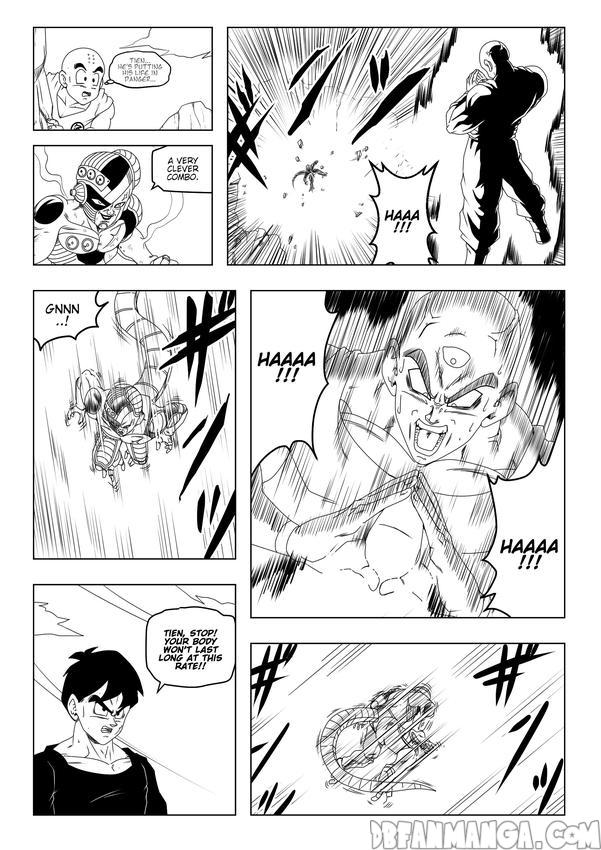 TIEN...
HE'S PUTTING
HIS LIFE IN
DANGER...
A VERY
CLEVER
COMBO.
HAAA
!!!
GNNN
..!
HAAAA
!!!
HAAAA
!!!
TIEN, STOP!
YOUR BODY
WON'T LAST
LONG AT THIS
RATE!!
DBFANMANGA.COM